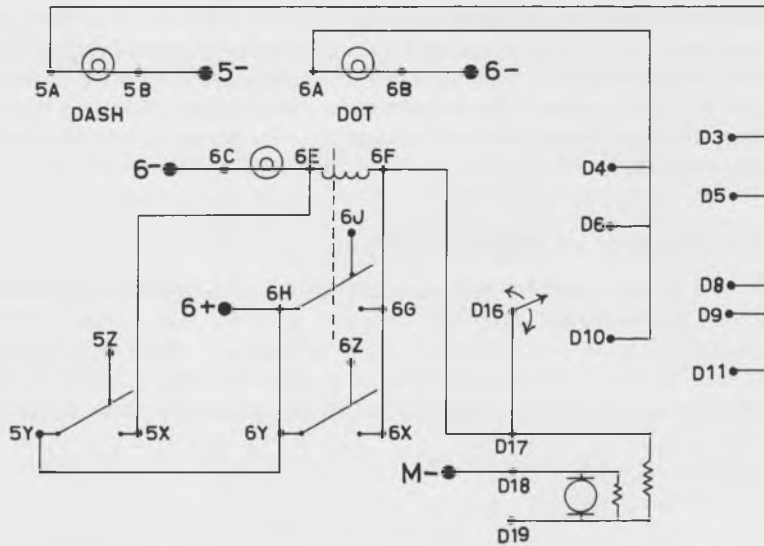 5A 5B 5- 6A 6B 6-
DASH DOT
D3
6- 6C 6E 6F D4
D5
6J D6
6+ 6H 6G D16 D8
D9
5Z 6Z D10
D11
5Y 5X 6Y 6X D17
M- D18
D19